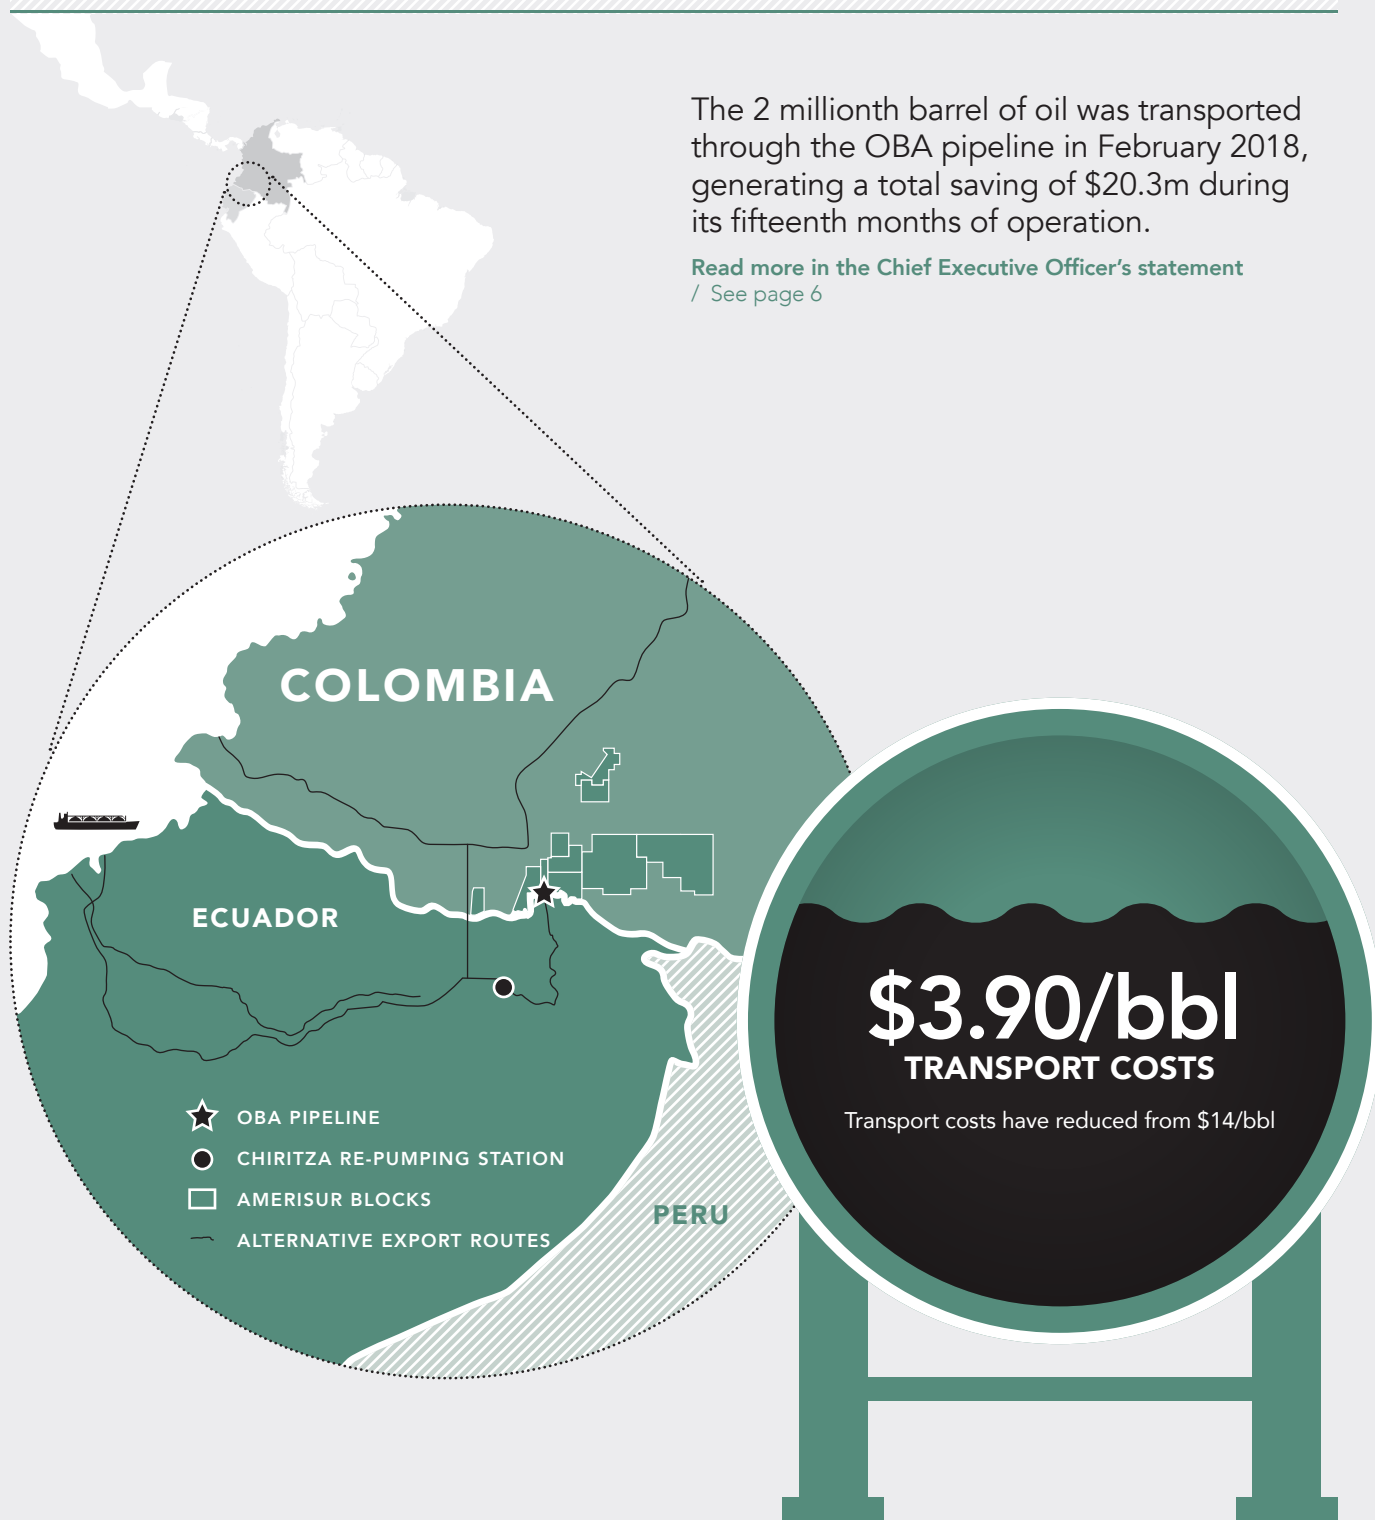 The 2 millionth barrel of oil was transported
through the OBA pipeline in February 2018,
generating a total saving of $20.3m during
its fifteenth months of operation.
Read more in the Chief Executive Officer’s statement
/ See page 6
COLOMBIA
ECUADOR
OBA PIPELINE
CHIRITZA RE-PUMPING STATION
AMERISUR BLOCKS
ALTERNATIVE EXPORT ROUTES
PERU
$3.90/bbl
TRANSPORT COSTS
Transport costs have reduced from $14/bbl